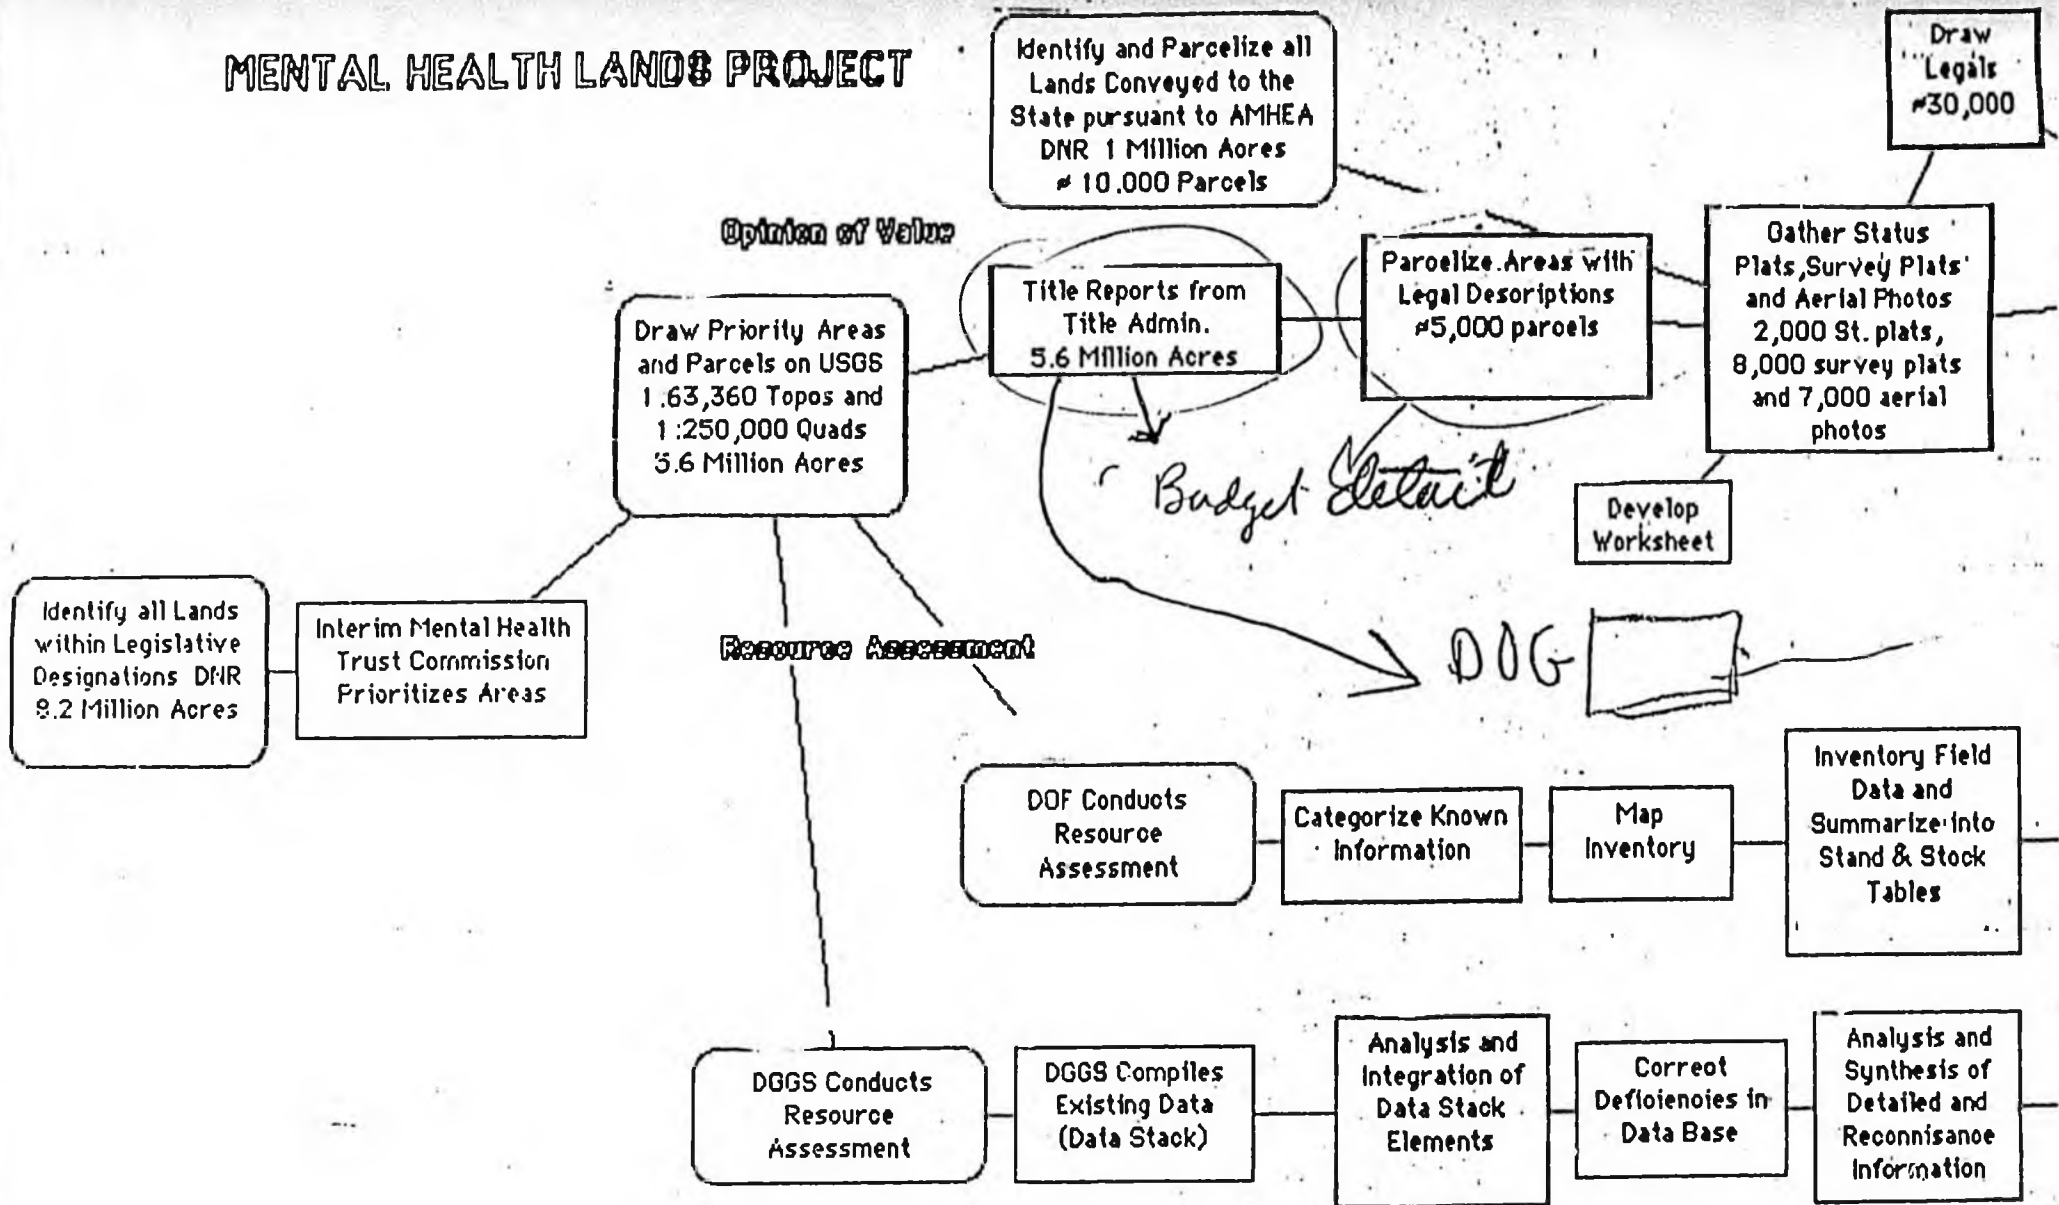 MENTAL HEALTH LANDS PROJECT
Identify and Parcelize all
Lands Conveyed to the
State pursuant to AMHEA
DNR 1 Million Acres
≈ 10,000 Parcels
Draw
Legals
≈30,000
Opinion of Value
Draw Priority Areas
and Parcels on USGS
1:63,360 Topos and
1:250,000 Quads
5.6 Million Acres
Title Reports from
Title Admin.
5.6 Million Acres
Parcelize Areas with
Legal Descriptions
≈5,000 parcels
Gather Status
Plats, Survey Plats
and Aerial Photos
2,000 St. plats,
8,000 survey plats
and 7,000 aerial
photos
Budget Detail
Develop
Worksheet
Identify all Lands
within Legislative
Designations DNR
8.2 Million Acres
Interim Mental Health
Trust Commission
Prioritizes Areas
Resource Assessment
DOG
DOF Conducts
Resource
Assessment
Categorize Known
Information
Map
Inventory
Inventory Field
Data and
Summarize into
Stand & Stock
Tables
DGGS Conducts
Resource
Assessment
DGGS Compiles
Existing Data
(Data Stack)
Analysis and
Integration of
Data Stack
Elements
Correct
Deficiencies in
Data Base
Analysis and
Synthesis of
Detailed and
Reconnisance
Information